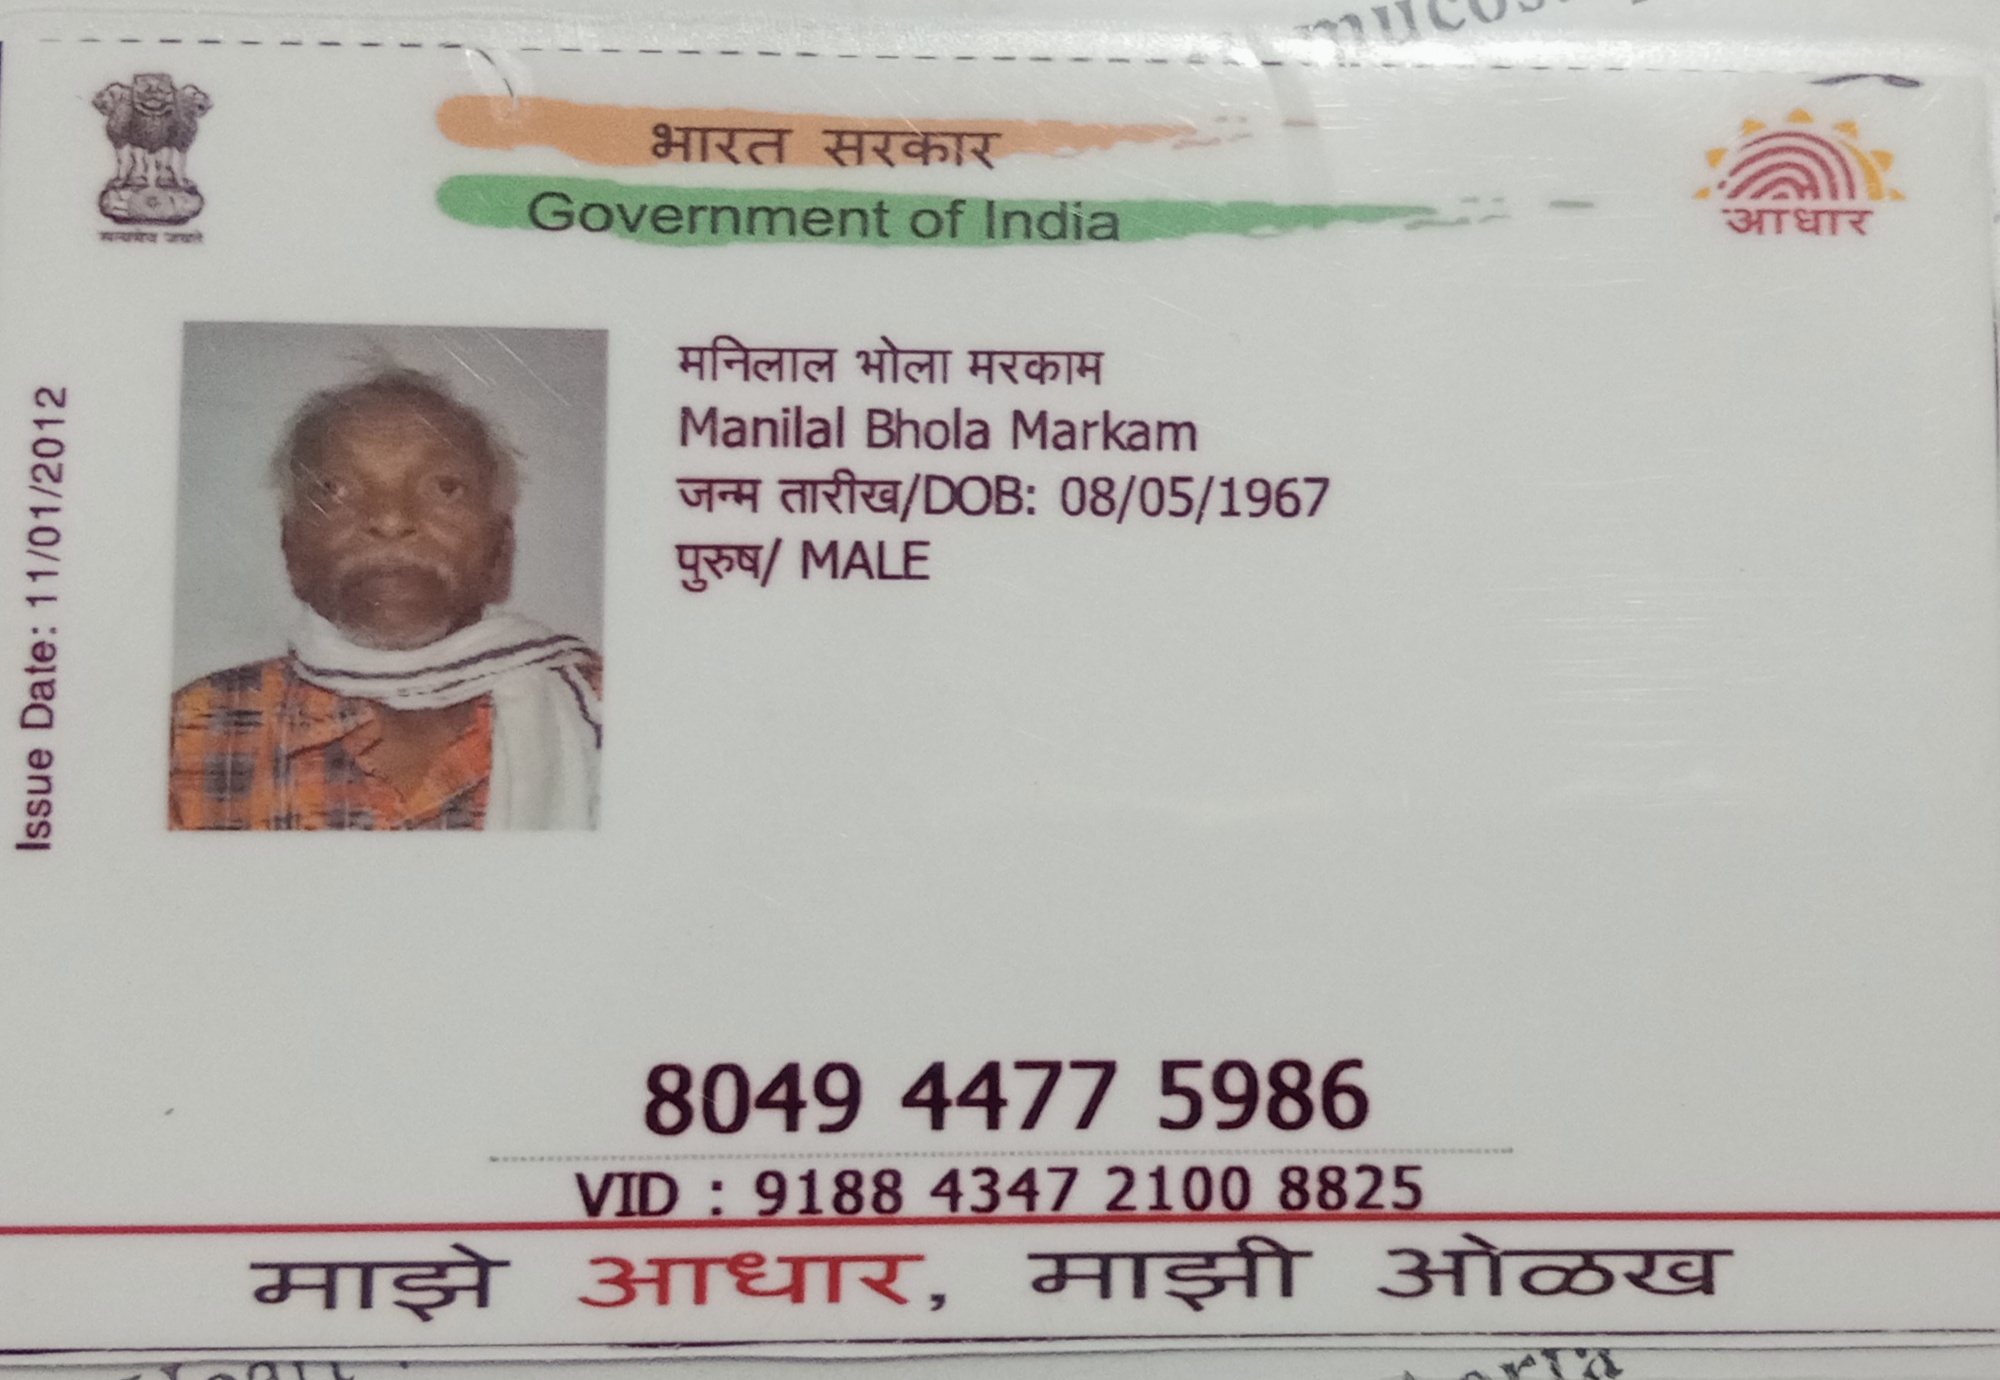 भारत सरकार
Government of India
आधार
सत्यमेव जयते
Issue Date: 11/01/2012
मनिलाल भोला मरकाम
Manilal Bhola Markam
जन्म तारीख/DOB: 08/05/1967
पुरुष/ MALE
8049 4477 5986
VID : 9188 4347 2100 8825
माझे आधार, माझी ओळख